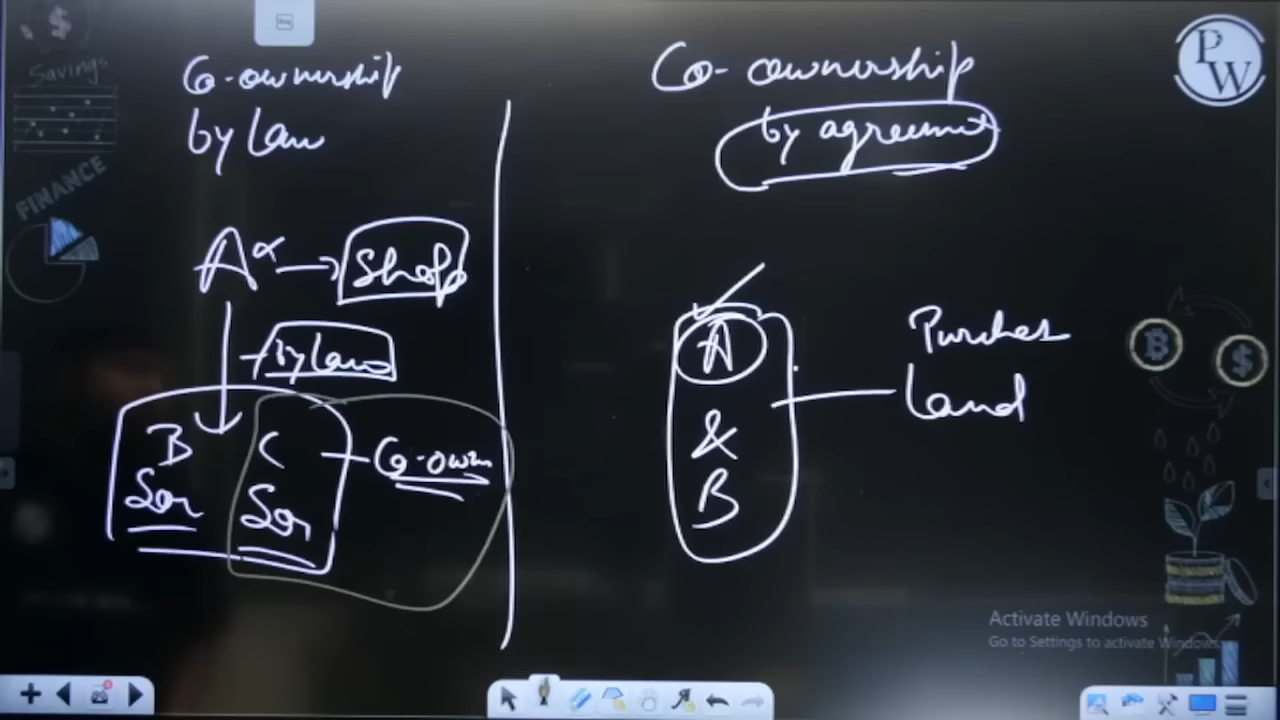 Savings
FINANCE
Co-ownership
by Law
A
Shop
by Law
B C
Son Son
Co-own
Co-ownership
by agreement
A
&
B
Purches
Land
PW
Activate Windows
Go to Settings to activate Windows.